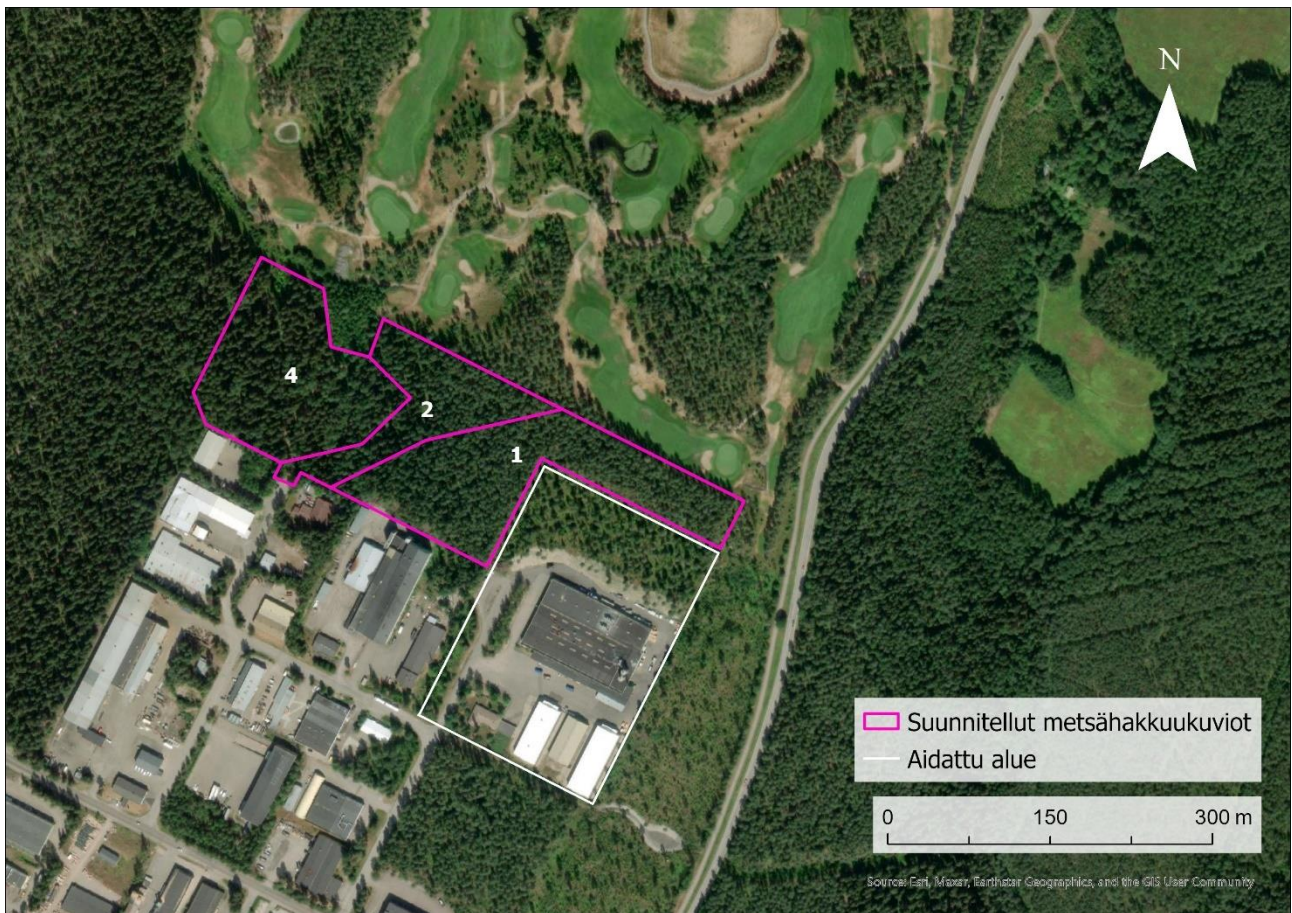 N
4
2
1
Suunnitellut metsähakkuukuviot
Aidattu alue
0 150 300 m
Source: Esri, Maxar, Earthstar Geographics, and the GIS User Community